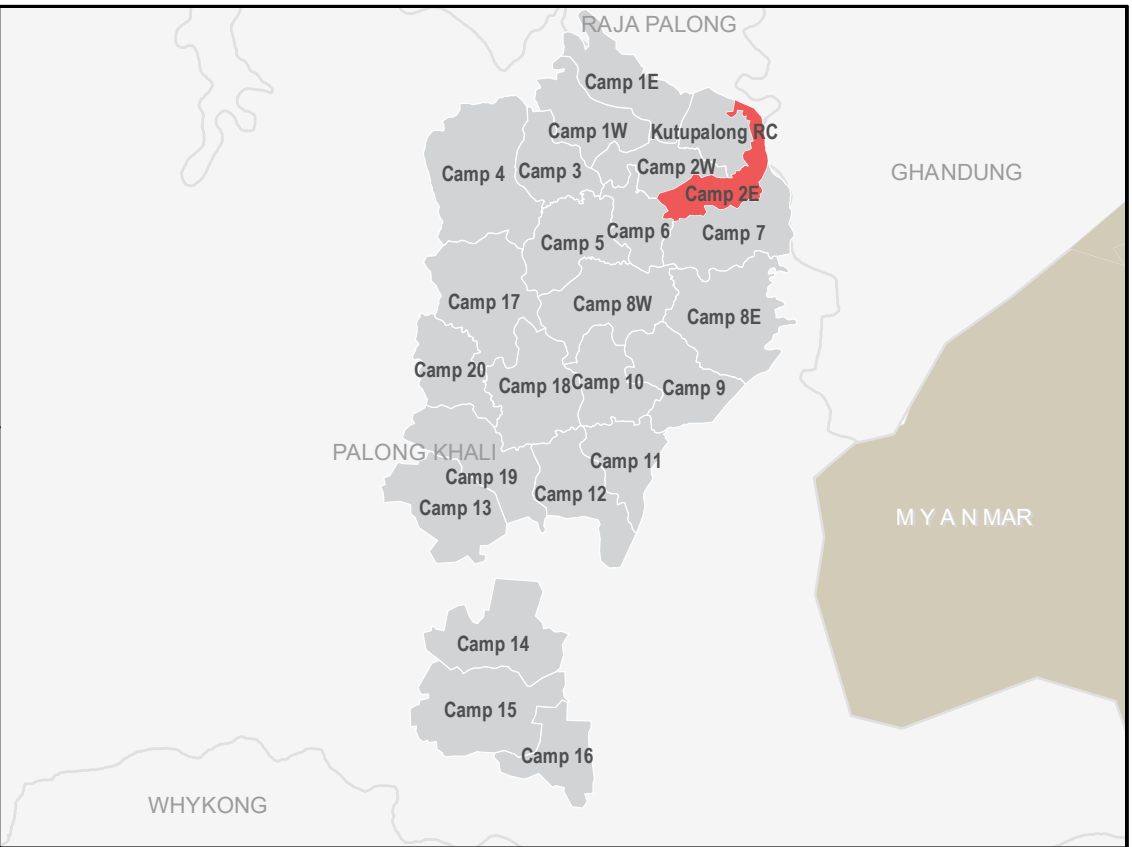 RAJA PALONG
Camp 1E
Camp 1W
Kutupalong RC
Camp 4
Camp 3
Camp 2W
GHANDUNG
Camp 2E
Camp 6
Camp 7
Camp 5
Camp 17
Camp 8W
Camp 8E
Camp 20
Camp 18
Camp 10
Camp 9
PALONG KHALI
Camp 11
Camp 19
Camp 12
Camp 13
M Y A N MAR
Camp 14
Camp 15
Camp 16
WHYKONG